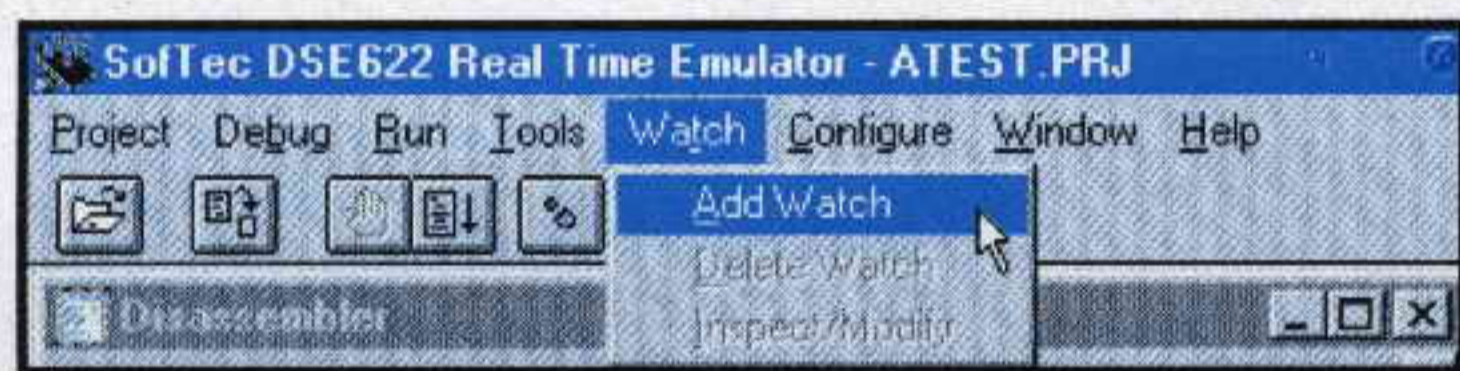 SofTec DSE622 Real Time Emulator - ATEST.PRJ
Project Debug Run Tools Watch Configure Window Help
Add Watch
Delete Watch
Disassembler
Inspect/Modify